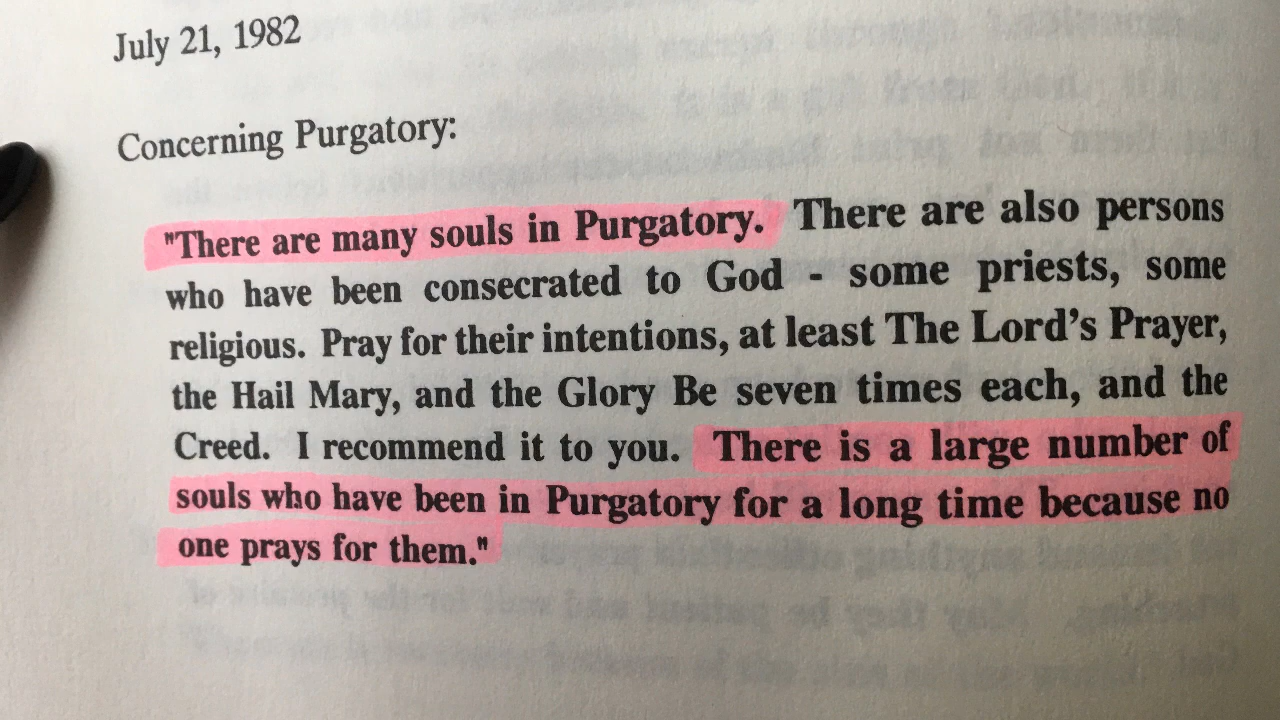 July 21, 1982
Concerning Purgatory:
"There are many souls in Purgatory. There are also persons
who have been consecrated to God - some priests, some
religious. Pray for their intentions, at least The Lord's Prayer,
the Hail Mary, and the Glory Be seven times each, and the
Creed. I recommend it to you. There is a large number of
souls who have been in Purgatory for a long time because no
one prays for them."